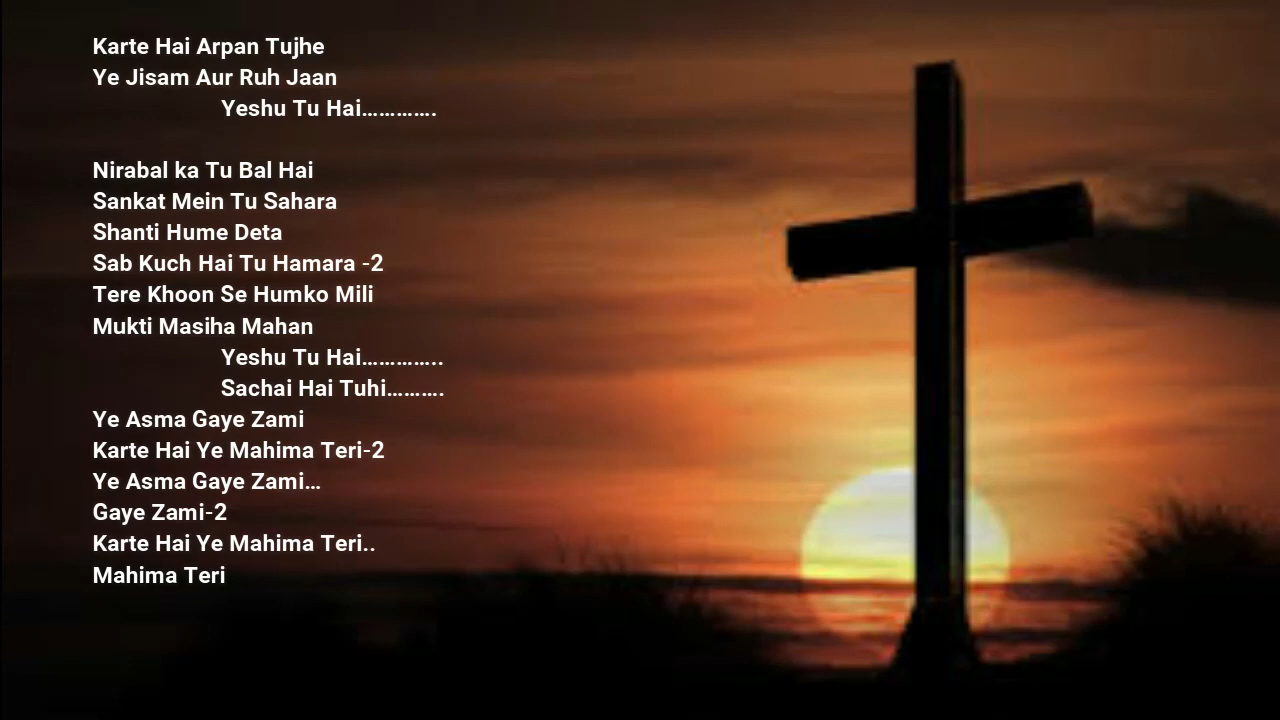 Karte Hai Arpan Tujhe
Ye Jisam Aur Ruh Jaan
Yeshu Tu Hai………….
Nirabal ka Tu Bal Hai
Sankat Mein Tu Sahara
Shanti Hume Deta
Sab Kuch Hai Tu Hamara -2
Tere Khoon Se Humko Mili
Mukti Masiha Mahan
Yeshu Tu Hai…………..
Sachai Hai Tuhi……….
Ye Asma Gaye Zami
Karte Hai Ye Mahima Teri-2
Ye Asma Gaye Zami…
Gaye Zami-2
Karte Hai Ye Mahima Teri..
Mahima Teri